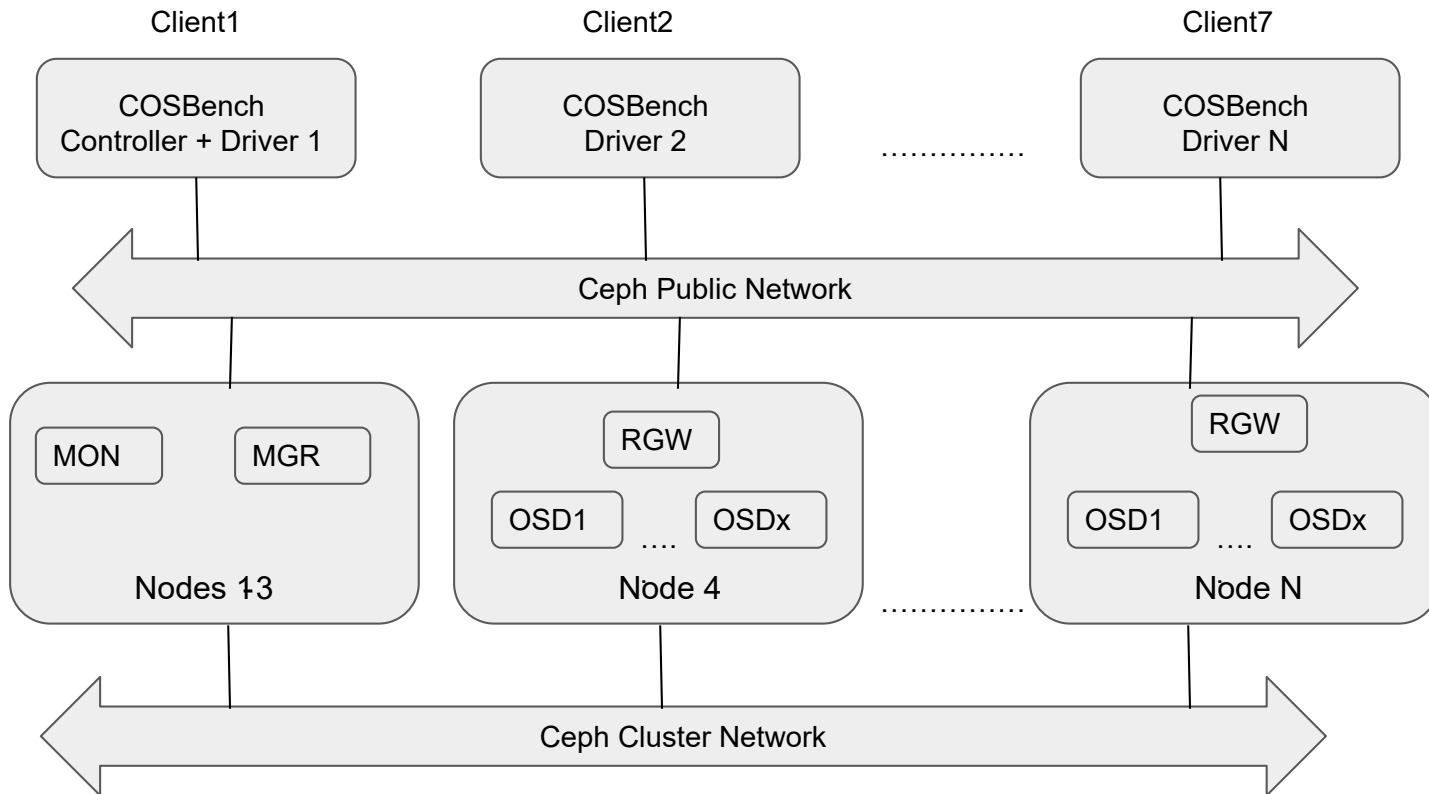 Client1
Client2
Client7
COSBench
Controller + Driver 1
COSBench
Driver 2
……………
COSBench
Driver N
Ceph Public Network
MON
MGR
Nodes 1-3
RGW
OSD1
….
OSDx
Node 4
……………
RGW
OSD1
….
OSDx
Node N
Ceph Cluster Network